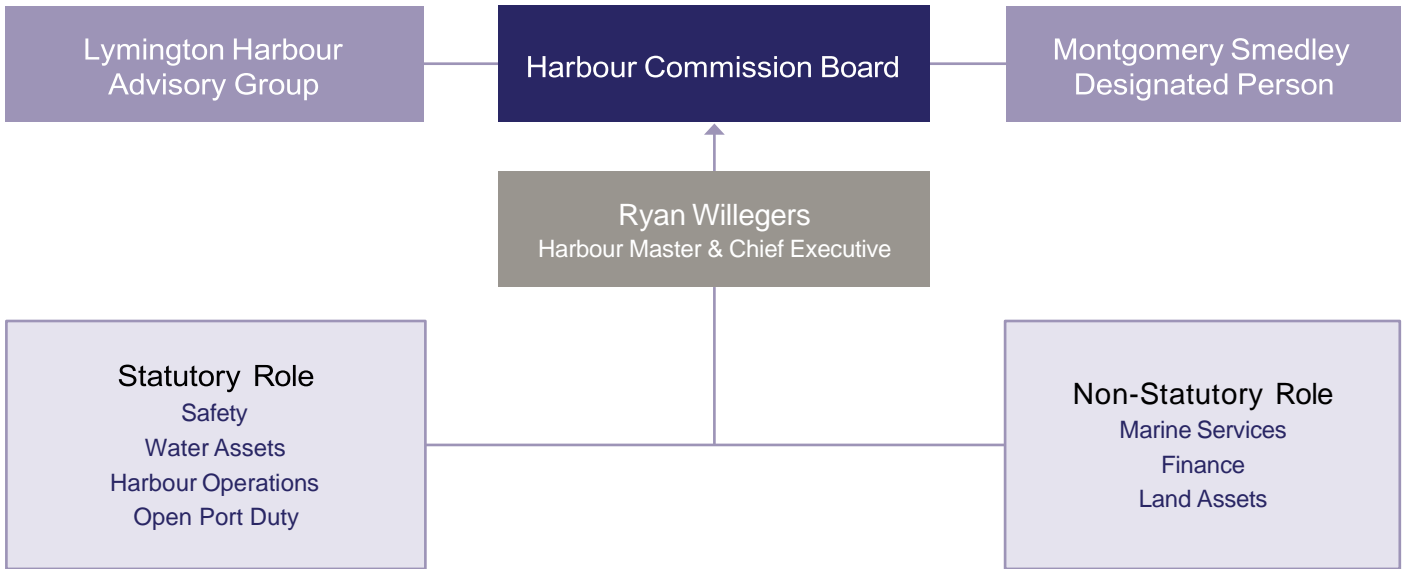 Lymington Harbour
Advisory Group
Harbour Commission Board
Montgomery Smedley
Designated Person
Ryan Willegers
Harbour Master & Chief Executive
Statutory Role
Safety
Water Assets
Harbour Operations
Open Port Duty
Non-Statutory Role
Marine Services
Finance
Land Assets